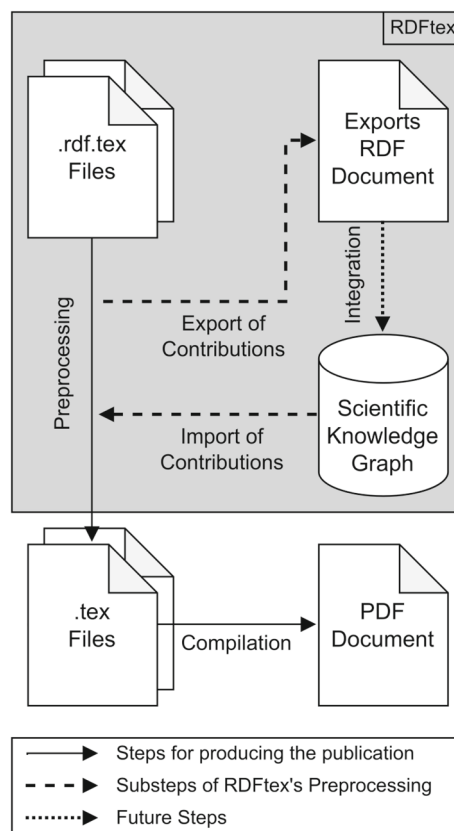 RDFtex
.rdf.tex
Files
Exports
RDF
Document
Preprocessing
Integration
Export of
Contributions
Import of
Contributions
Scientific
Knowledge
Graph
.tex
Files
Compilation
PDF
Document
Steps for producing the publication
Substeps of RDFtex's Preprocessing
Future Steps